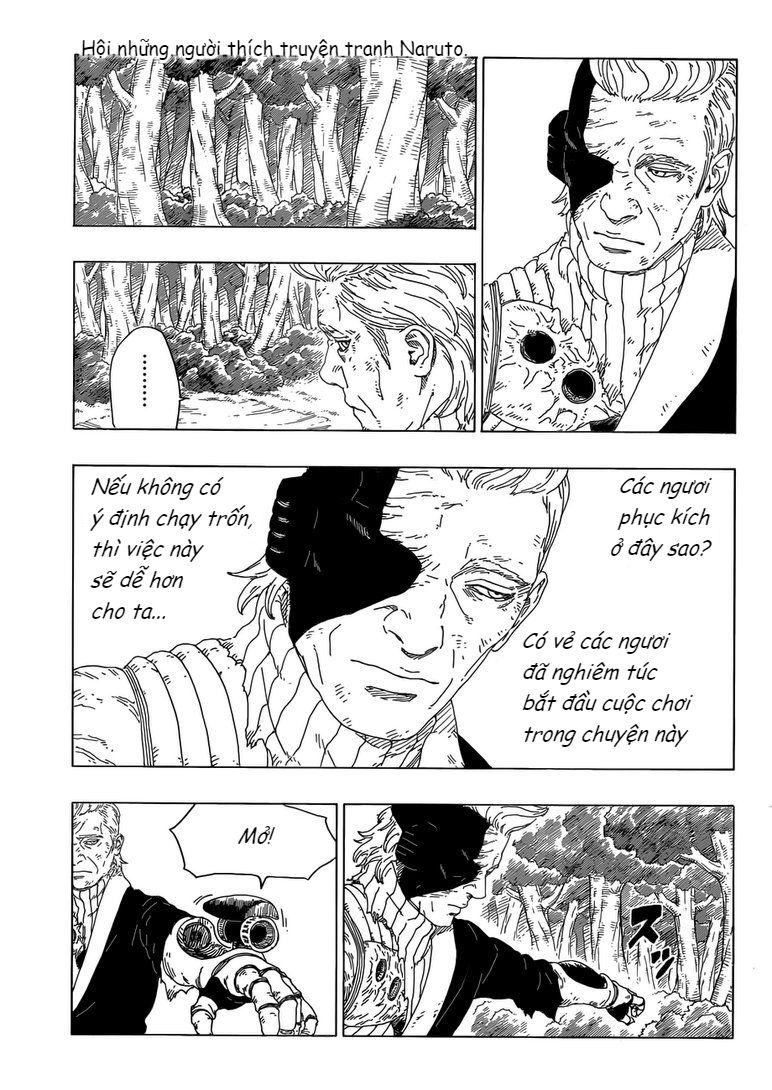 Hội những người thích truyện tranh Naruto.
.......
Các ngươi
phục kích
ở đây sao?
Có vẻ các ngươi
đã nghiêm túc
bắt đầu cuộc chơi
trong chuyện này
Nếu không có
ý định chạy trốn,
thì việc này
sẽ dễ hơn
cho ta...
スッ
Mở!